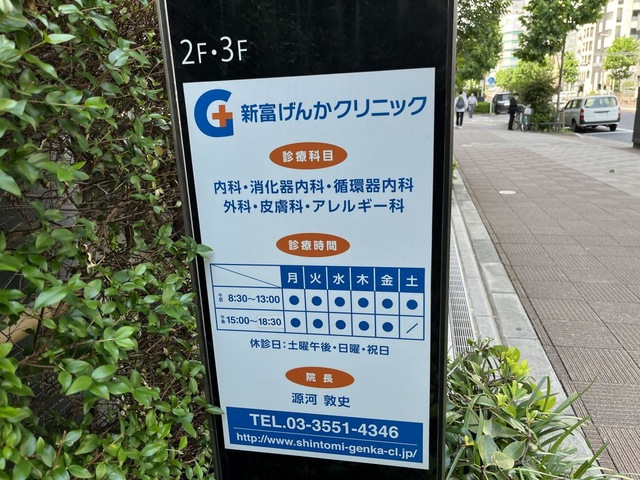 2F・3F
新富げんかクリニック
診療科目
内科・消化器内科・循環器内科
外科・皮膚科・アレルギー科
診療時間
月 火 水 木 金 土
午前 8:30～13:00 ● ● ● ● ● ●
午後 15:00～18:30 ● ● ● ● ● ／
休診日:土曜午後・日曜・祝日
院長
源河 敦史
TEL.03-3551-4346
http://www.shintomi-genka-cl.jp/